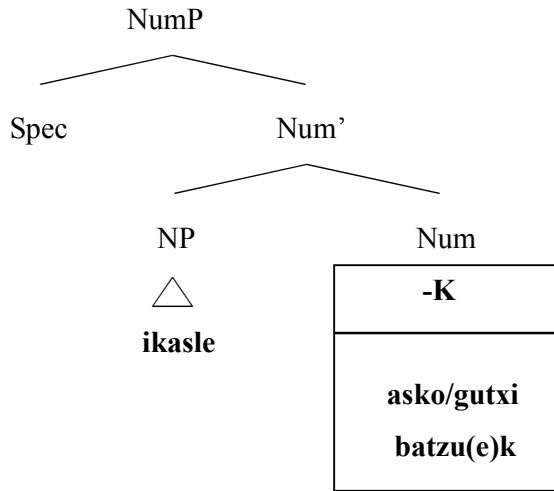 NumP
Spec Num’
NP Num
-K
ikasle
asko/gutxi
batzu(e)k